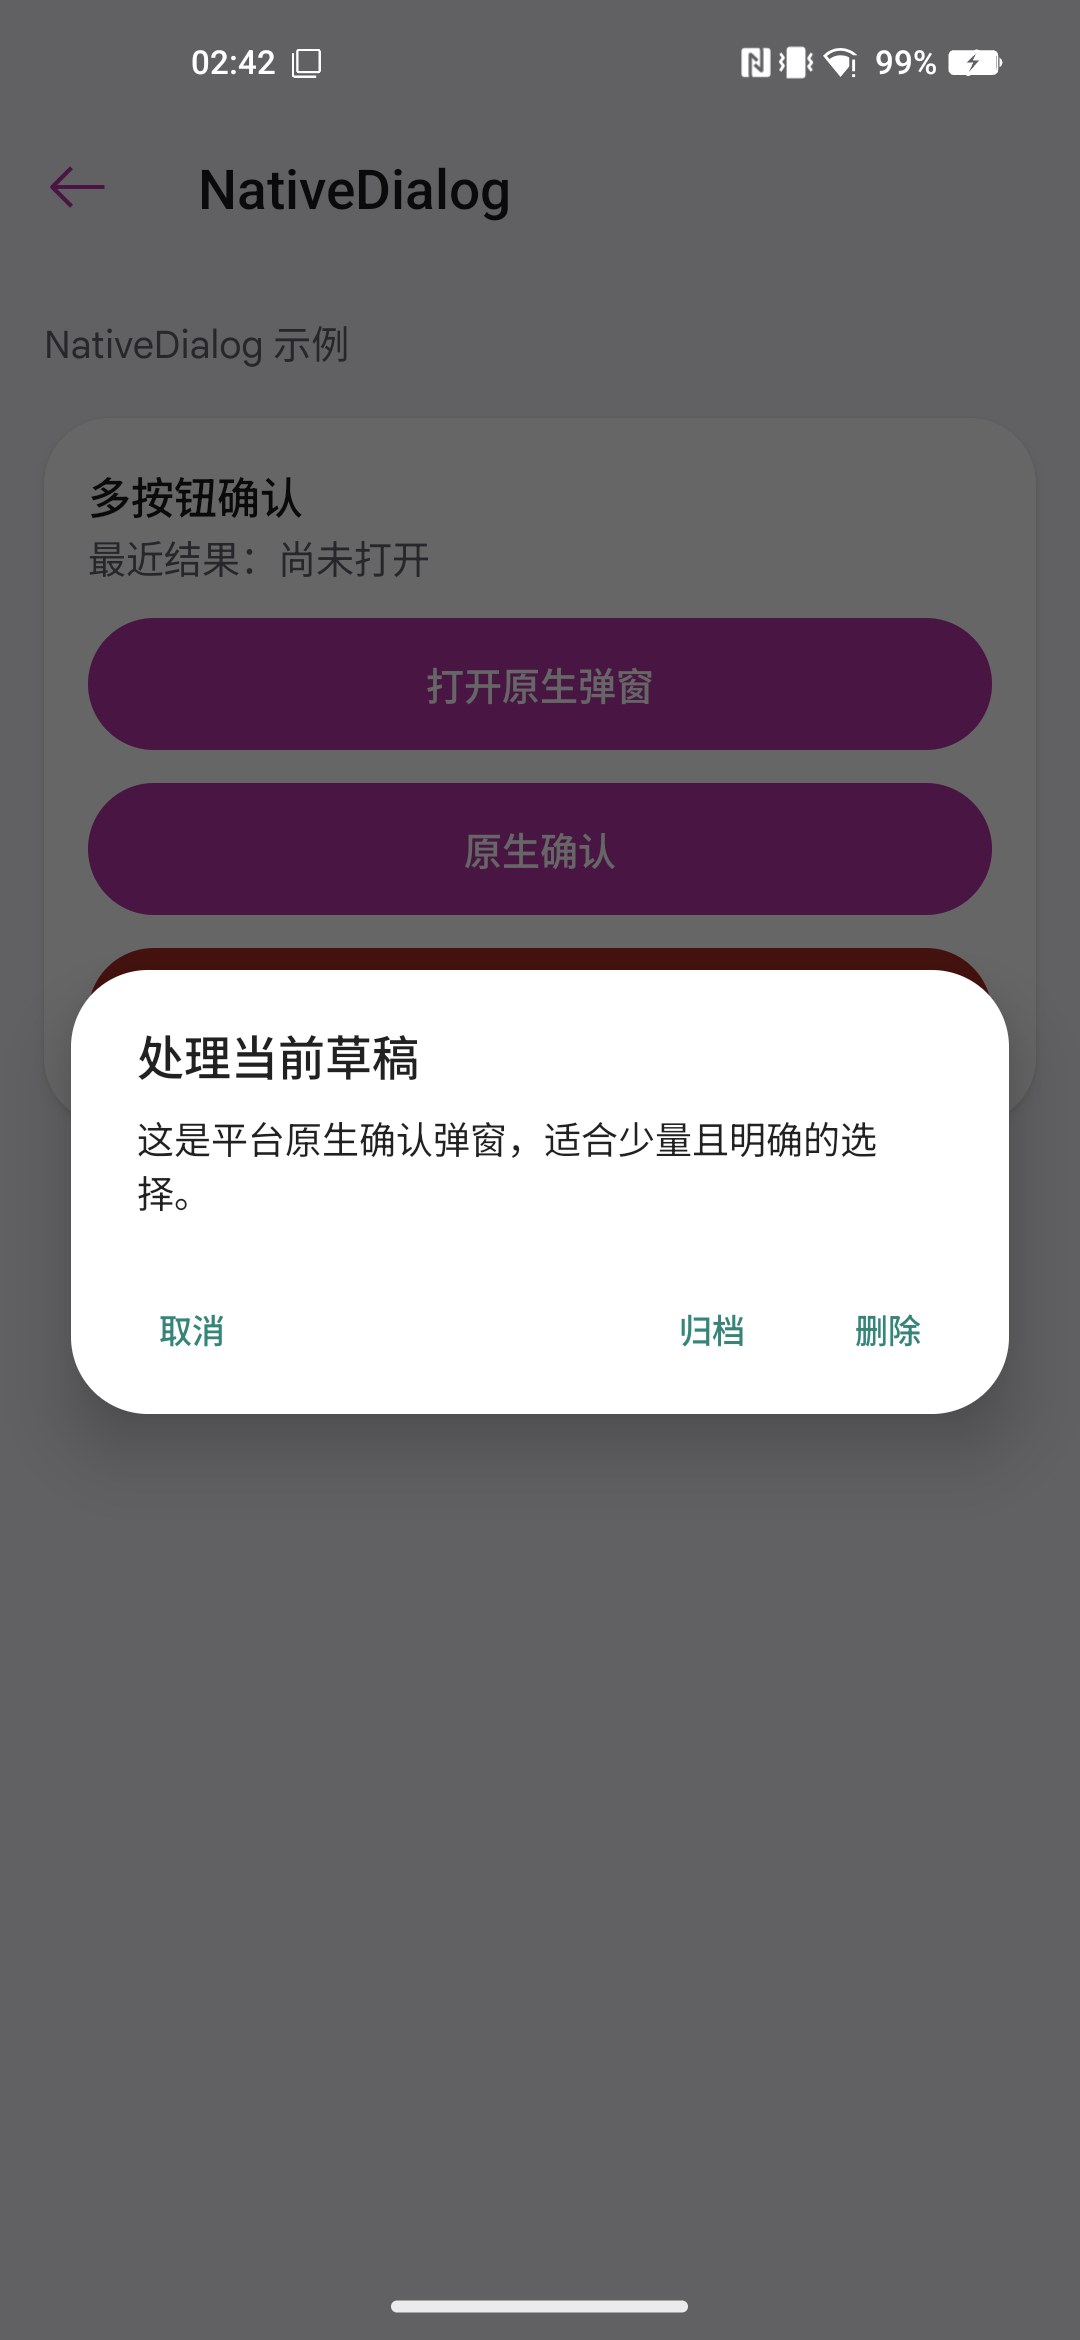 02:42
99%
NativeDialog
NativeDialog 示例
多按钮确认
最近结果：尚未打开
打开原生弹窗
原生确认
处理当前草稿
这是平台原生确认弹窗，适合少量且明确的选
择。
取消 归档 删除